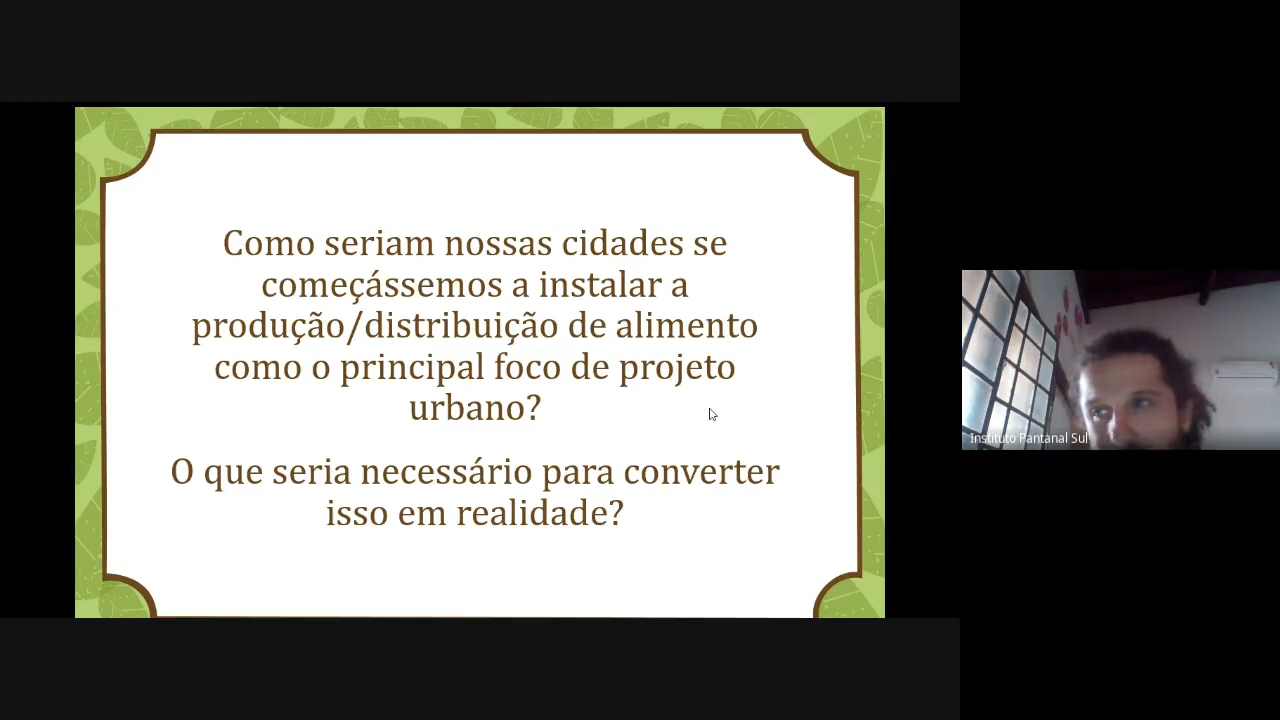 Como seriam nossas cidades se
começássemos a instalar a
produção/distribuição de alimento
como o principal foco de projeto
urbano?
O que seria necessário para converter
isso em realidade?
Instituto Pantanal Sul